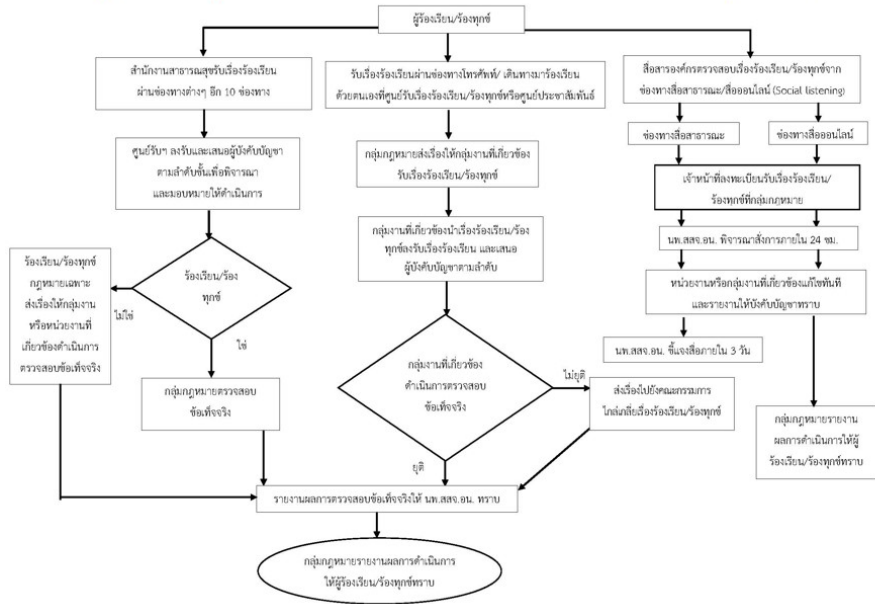 ผู้ร้องเรียน/ร้องทุกข์
สำนักงานสาธารณสุขรับเรื่องร้องเรียน
ผ่านช่องทางต่างๆ อีก 10 ช่องทาง
ศูนย์รับฯ ลงรับและเสนอผู้บังคับบัญชา
ตามลำดับชั้นเพื่อพิจารณา
และมอบหมายให้ดำเนินการ
ร้องเรียน/ร้อง
ทุกข์
ไม่ใช่
ใช่
ร้องเรียน/ร้องทุกข์
กฎหมายเฉพาะ
ส่งเรื่องให้กลุ่มงาน
หรือหน่วยงานที่
เกี่ยวข้องดำเนินการ
ตรวจสอบข้อเท็จจริง
กลุ่มกฎหมายตรวจสอบ
ข้อเท็จจริง
รับเรื่องร้องเรียนผ่านช่องทางโทรศัพท์/ เดินทางมาร้องเรียน
ด้วยตนเองที่ศูนย์รับเรื่องร้องเรียน/ร้องทุกข์หรือศูนย์ประชาสัมพันธ์
กลุ่มกฎหมายส่งเรื่องให้กลุ่มงานที่เกี่ยวข้อง
รับเรื่องร้องเรียน/ร้องทุกข์
กลุ่มงานที่เกี่ยวข้องนำเรื่องร้องเรียน/ร้อง
ทุกข์ลงรับเรื่องร้องเรียน และเสนอ
ผู้บังคับบัญชาตามลำดับ
กลุ่มงานที่เกี่ยวข้อง
ดำเนินการตรวจสอบ
ข้อเท็จจริง
ไม่ยุติ
ยุติ
ส่งเรื่องไปยังคณะกรรมการ
ไกล่เกลี่ยเรื่องร้องเรียน/ร้องทุกข์
สื่อสารองค์กรตรวจสอบเรื่องร้องเรียน/ร้องทุกข์จาก
ช่องทางสื่อสาธารณะ/สื่อออนไลน์ (Social listening)
ช่องทางสื่อสาธารณะ
ช่องทางสื่อออนไลน์
เจ้าหน้าที่ลงทะเบียนรับเรื่องร้องเรียน/
ร้องทุกข์ที่กลุ่มกฎหมาย
นพ.สสจ.อน. พิจารณาสั่งการภายใน 24 ชม.
หน่วยงานหรือกลุ่มงานที่เกี่ยวข้องแก้ไขทันที
และรายงานให้บังคับบัญชาทราบ
นพ.สสจ.อน. ชี้แจงสื่อภายใน 3 วัน
กลุ่มกฎหมายรายงาน
ผลการดำเนินการให้ผู้
ร้องเรียน/ร้องทุกข์ทราบ
รายงานผลการตรวจสอบข้อเท็จจริงให้ นพ.สสจ.อน. ทราบ
กลุ่มกฎหมายรายงานผลการดำเนินการ
ให้ผู้ร้องเรียน/ร้องทุกข์ทราบ